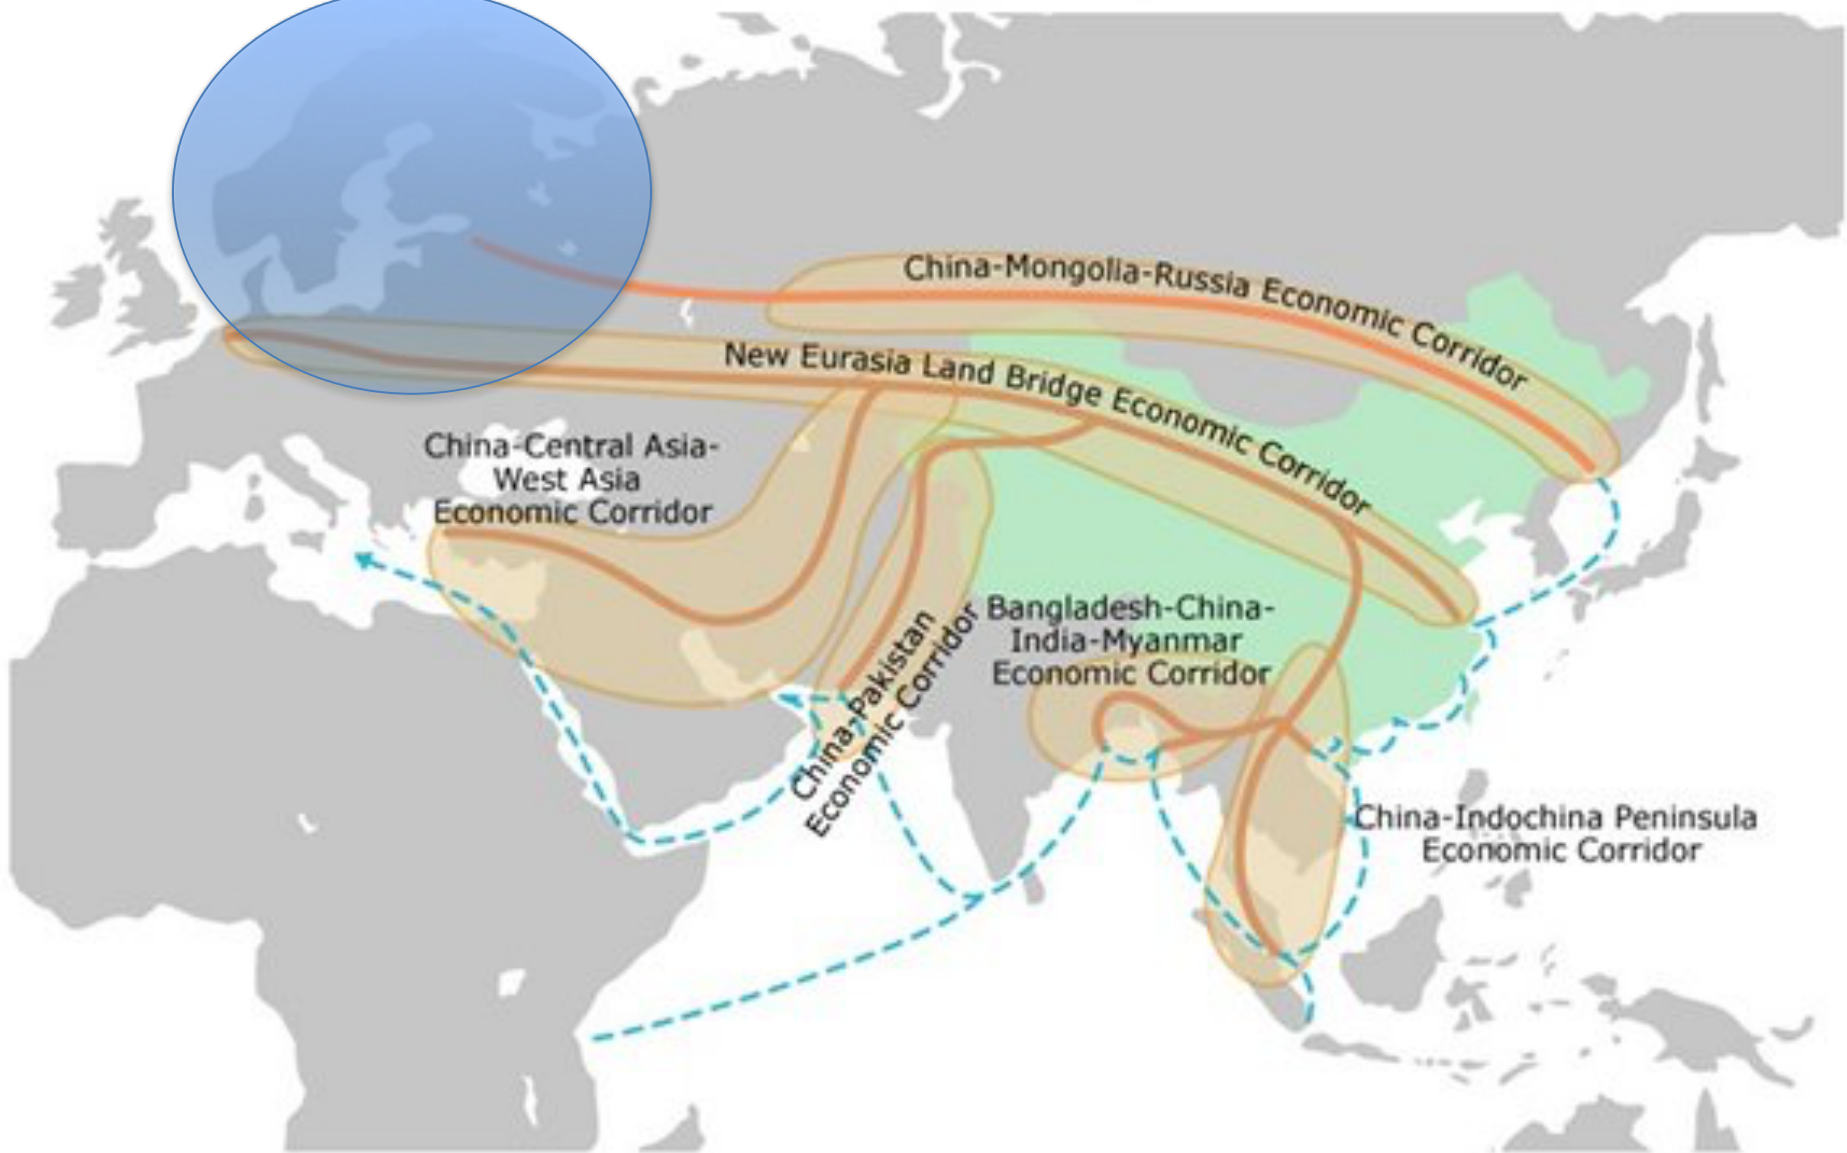 China-Mongolia-Russia Economic Corridor
New Eurasia Land Bridge Economic Corridor
China-Central Asia-
West Asia
Economic Corridor
China-Pakistan
Economic Corridor
Bangladesh-China-
India-Myanmar
Economic Corridor
China-Indochina Peninsula
Economic Corridor